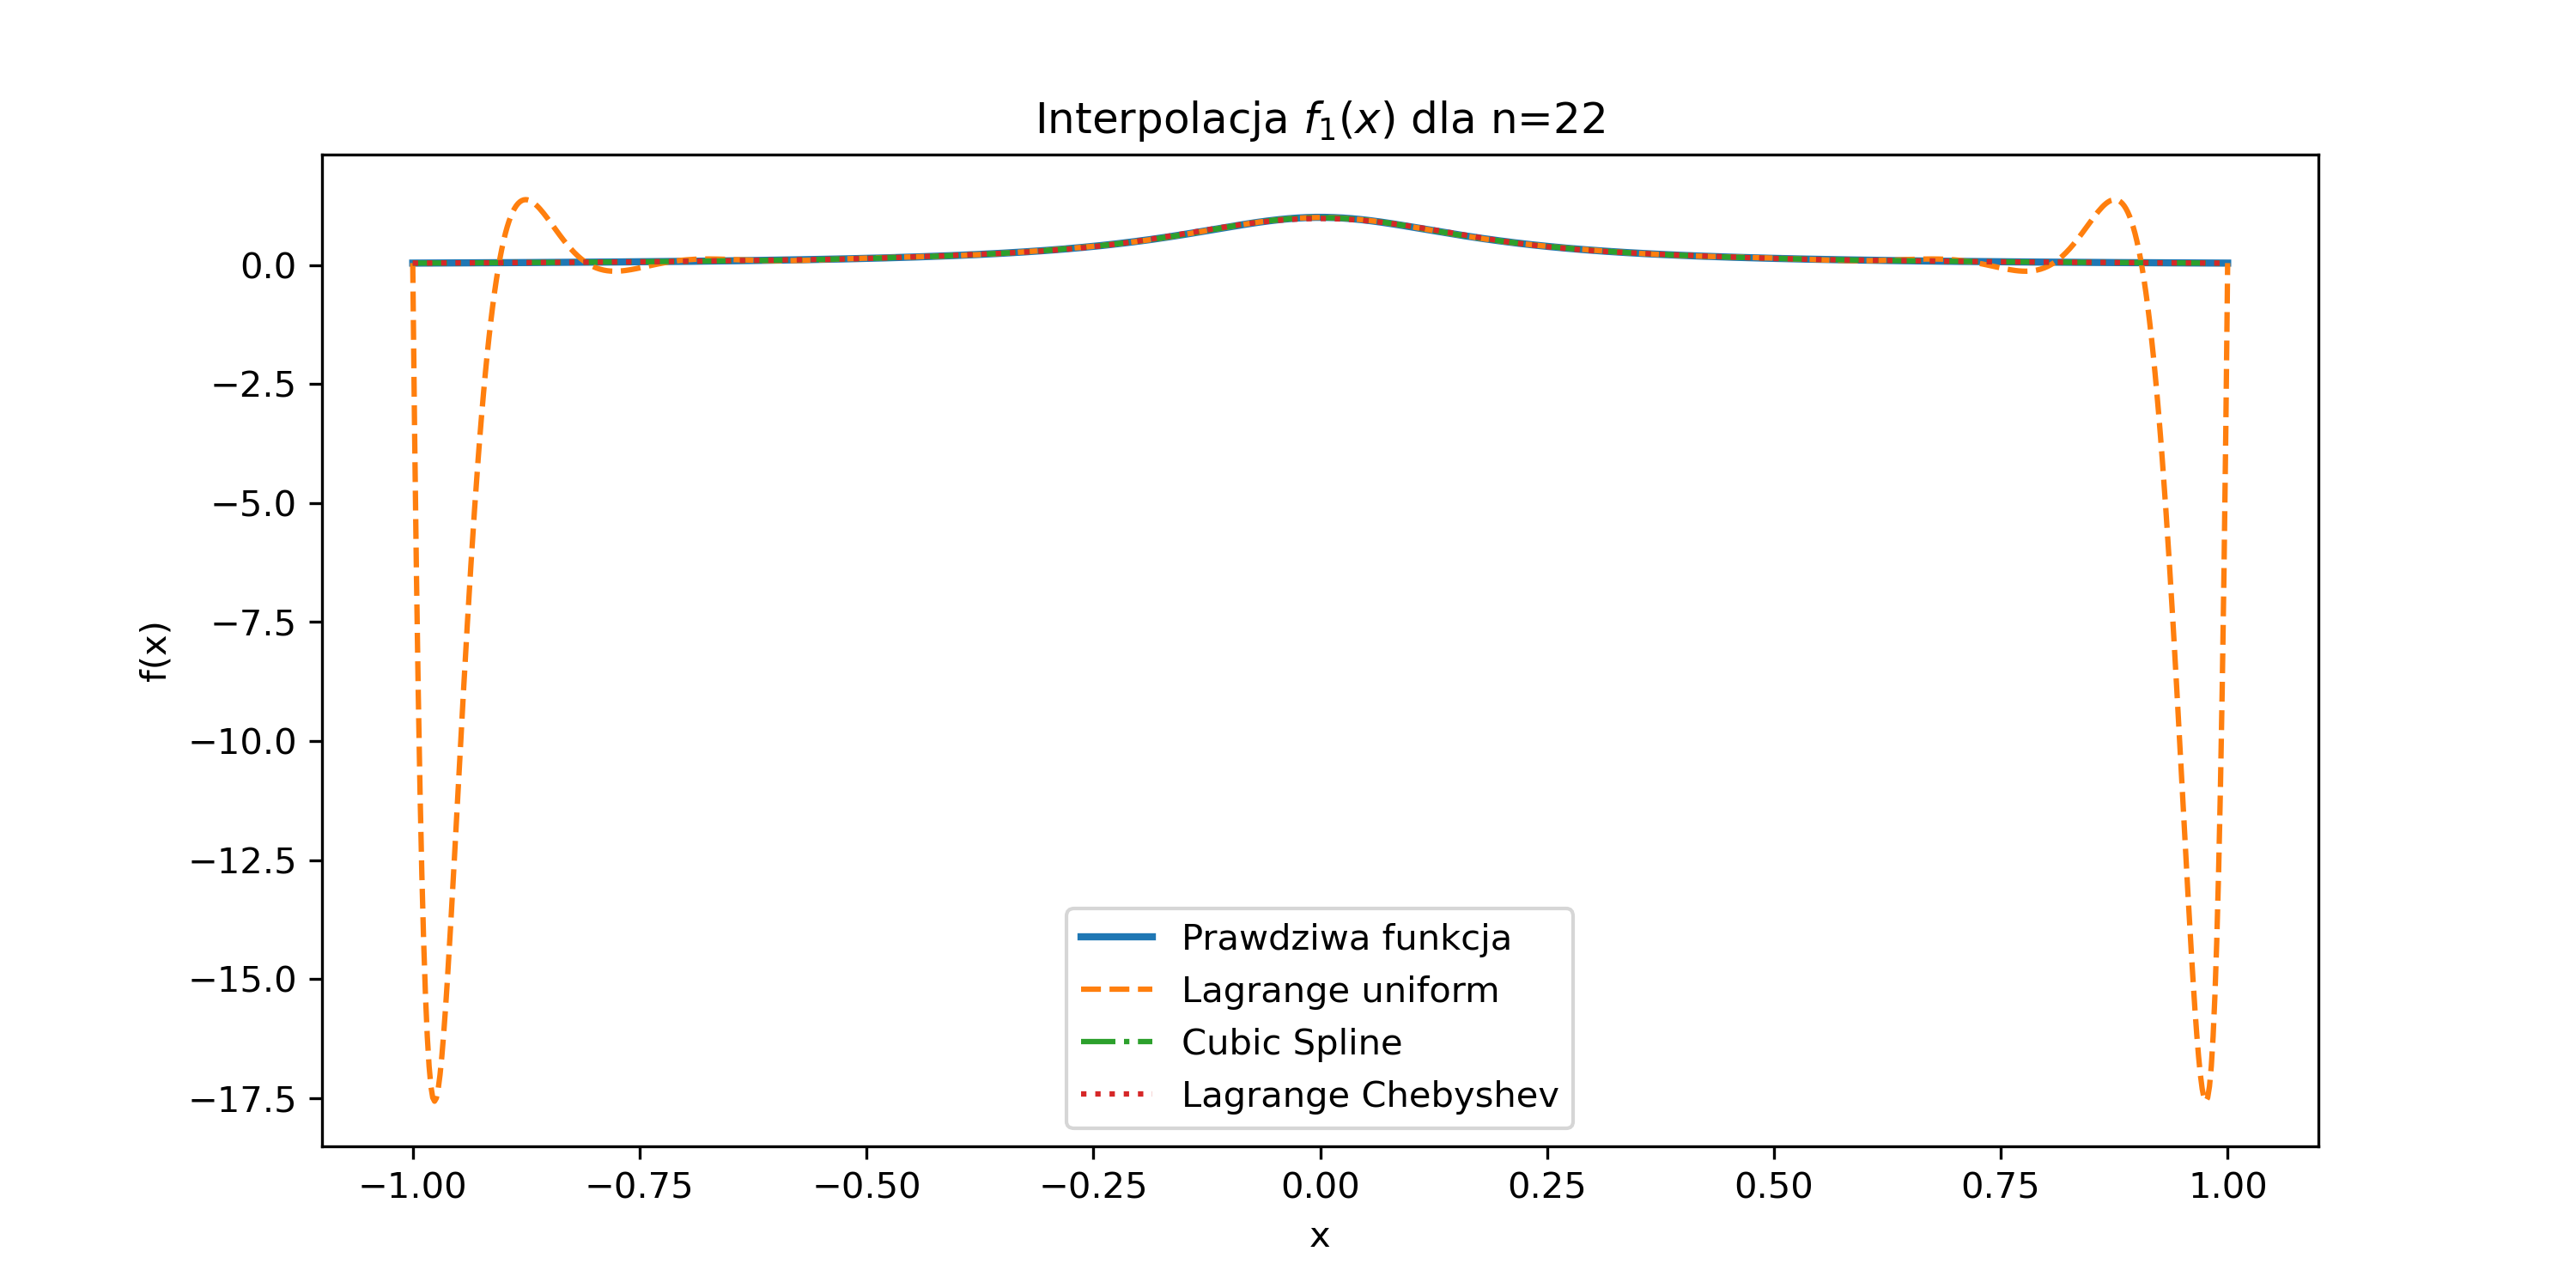 Interpolacja f₁(x) dla n=22
f(x)
0.0
−2.5
−5.0
−7.5
−10.0
−12.5
−15.0
−17.5
Prawdziwa funkcja
Lagrange uniform
Cubic Spline
Lagrange Chebyshev
−1.00 −0.75 −0.50 −0.25 0.00 0.25 0.50 0.75 1.00
x